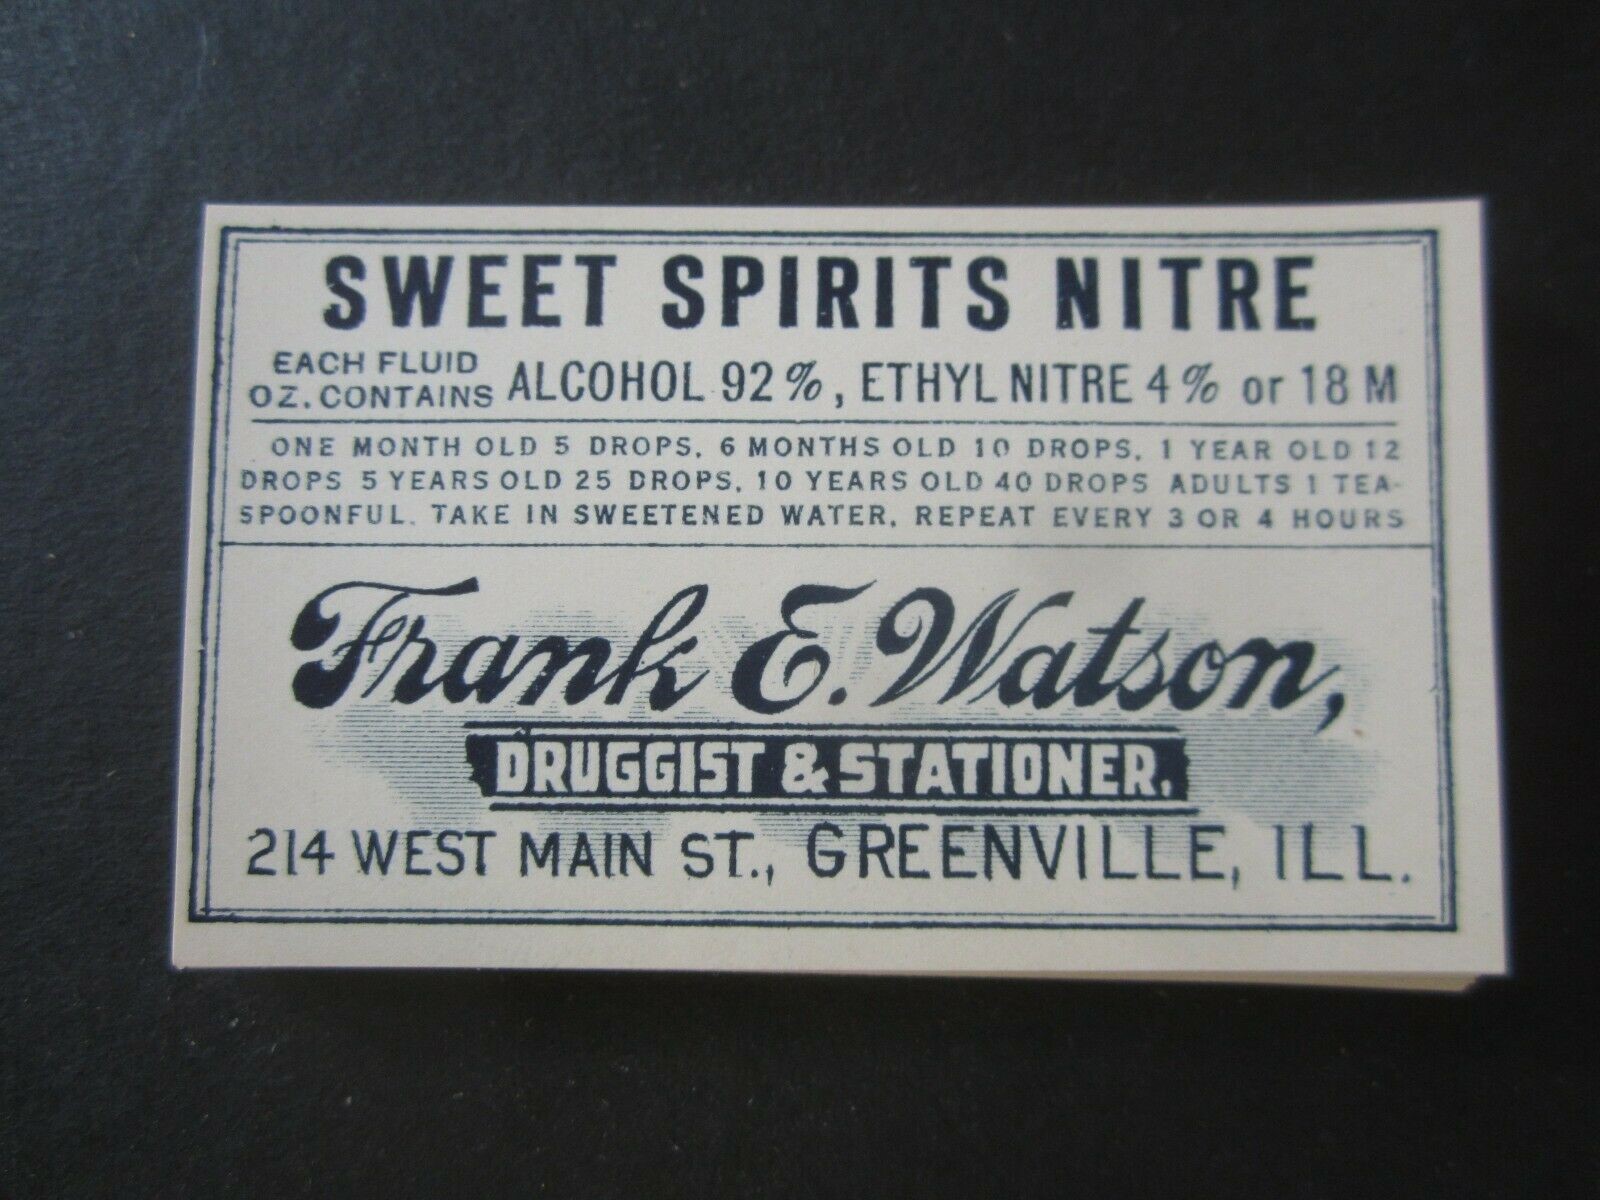 SWEET SPIRITS NITRE
EACH FLUID OZ. CONTAINS ALCOHOL 92%, ETHYL NITRE 4% or 18 M
ONE MONTH OLD 5 DROPS, 6 MONTHS OLD 10 DROPS, 1 YEAR OLD 12
DROPS 5 YEARS OLD 25 DROPS, 10 YEARS OLD 40 DROPS ADULTS 1 TEA-
SPOONFUL. TAKE IN SWEETENED WATER, REPEAT EVERY 3 OR 4 HOURS
Frank E. Watson,
DRUGGIST & STATIONER.
214 WEST MAIN ST., GREENVILLE, ILL.